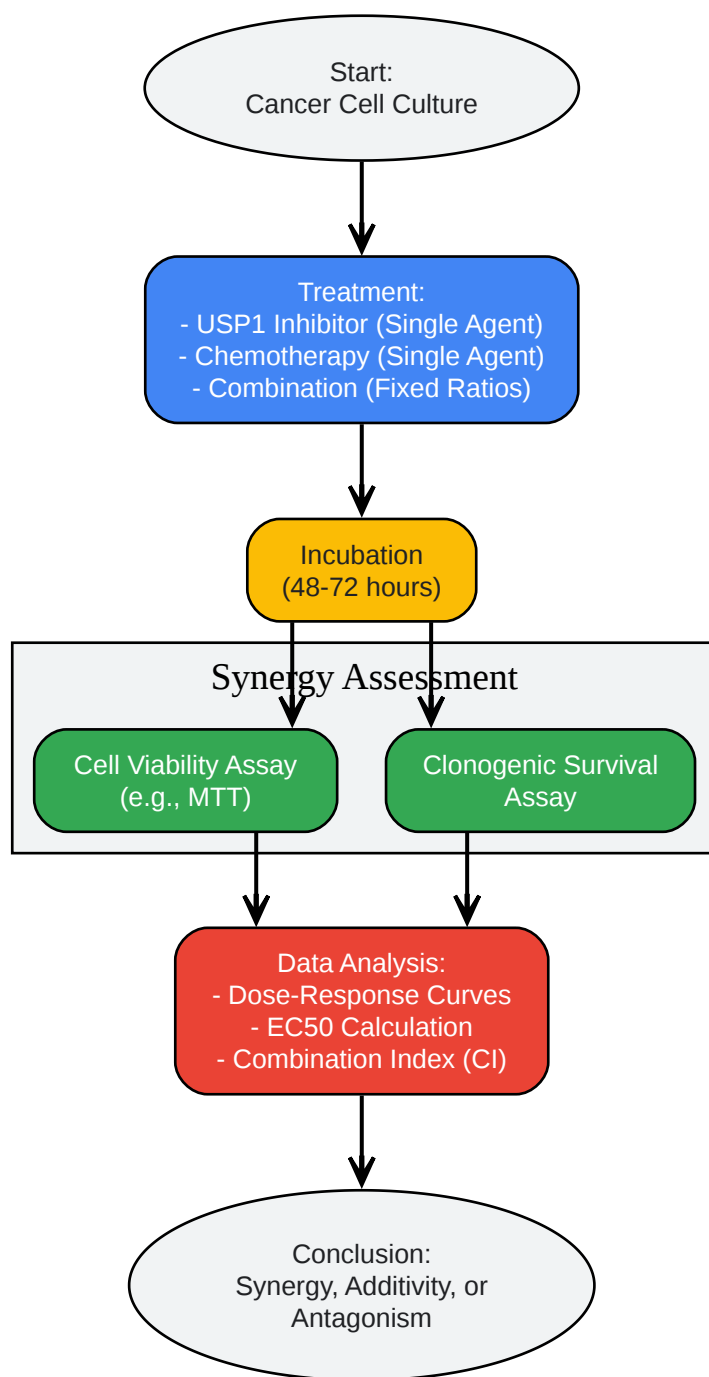 Start:
Cancer Cell Culture
Treatment:
- USP1 Inhibitor (Single Agent)
- Chemotherapy (Single Agent)
- Combination (Fixed Ratios)
Incubation
(48-72 hours)
Synergy Assessment
Cell Viability Assay
(e.g., MTT)
Clonogenic Survival
Assay
Data Analysis:
- Dose-Response Curves
- EC50 Calculation
- Combination Index (CI)
Conclusion:
Synergy, Additivity, or
Antagonism